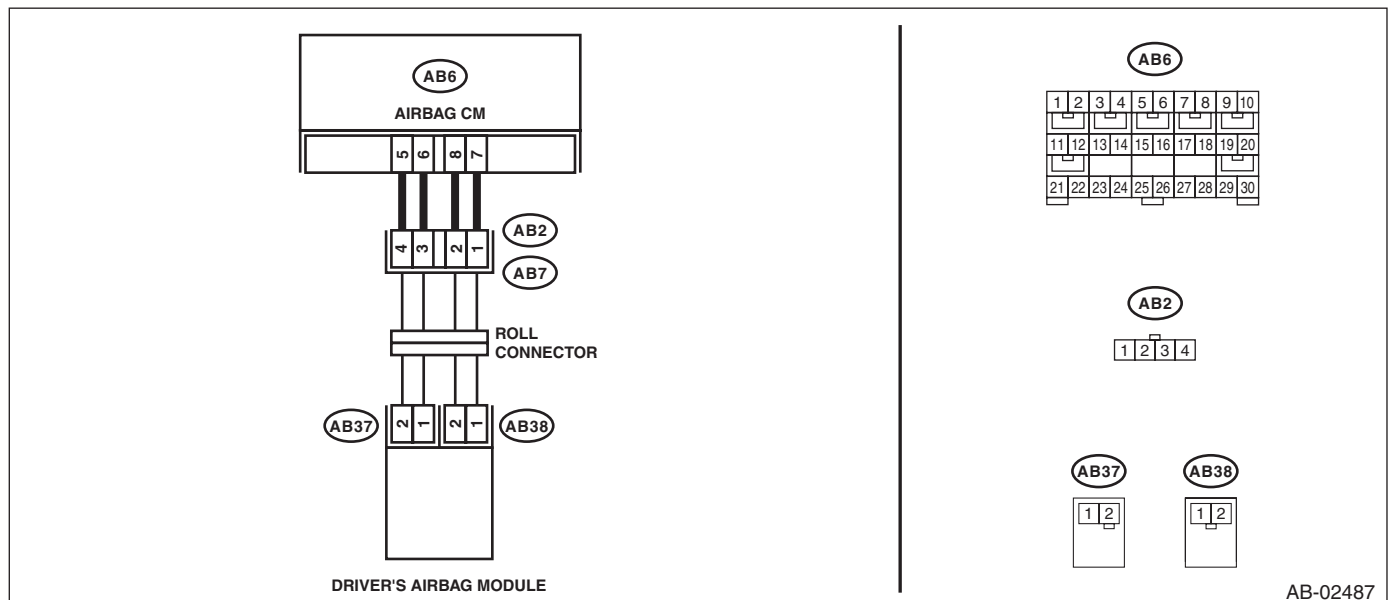 AB6
AIRBAG CM
5 6 8 7
4 3 2 1
AB2
AB7
ROLL
CONNECTOR
AB37
2 1 2 1
AB38
DRIVER'S AIRBAG MODULE
AB6
1 2 3 4 5 6 7 8 9 10
11 12 13 14 15 16 17 18 19 20
21 22 23 24 25 26 27 28 29 30
AB2
1 2 3 4
AB37 AB38
1 2 1 2
AB-02487